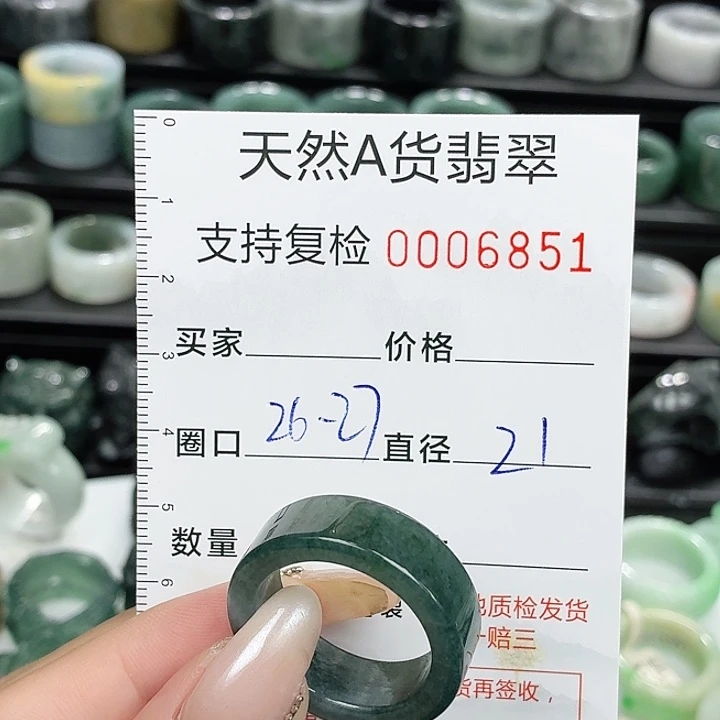 天然A货翡翠
支持复检 0006851
0
1
2
3
4
5
6
买家 价格
圈口 26-27 直径 21
数量
地质检发货
一赔三
货再签收，